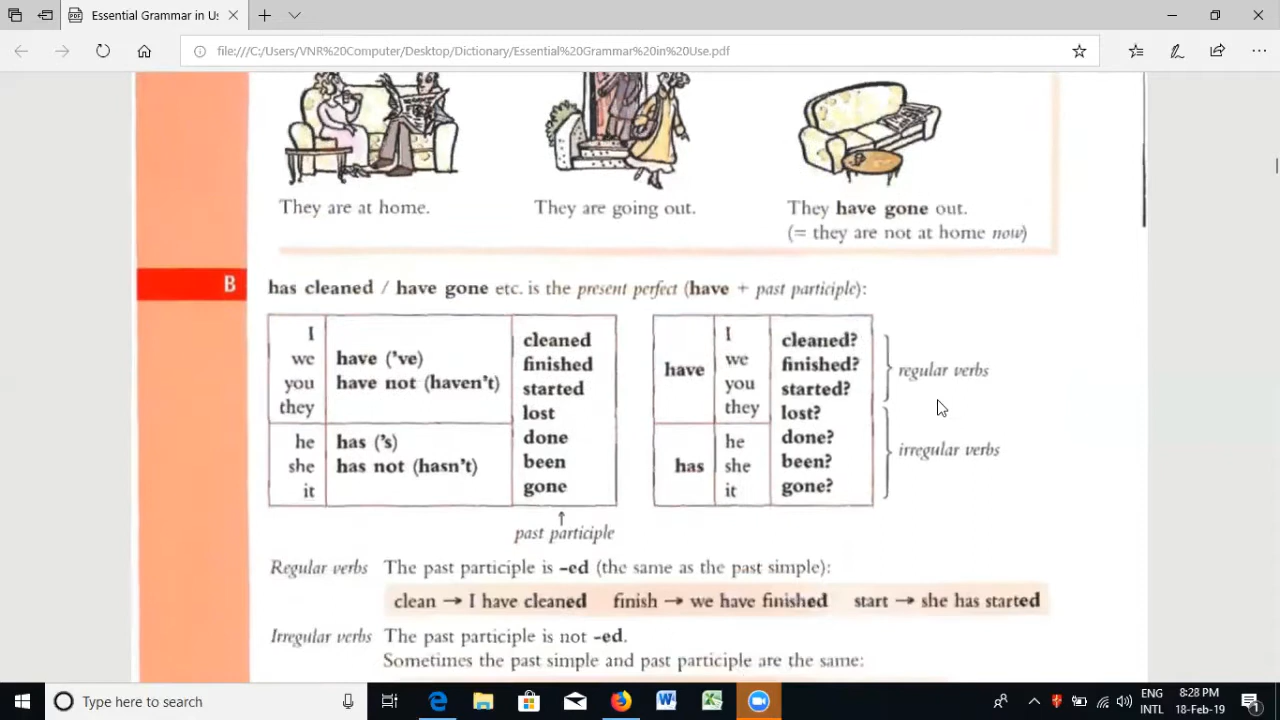 Essential Grammar in Us
file:///C:/Users/VNR%20Computer/Desktop/Dictionary/Essential%20Grammar%20in%20Use.pdf
They are at home.
They are going out.
They have gone out.
(= they are not at home now)
B
has cleaned / have gone etc. is the present perfect (have + past participle):
I
we
you
they
have ('ve)
have not (haven't)
he
she
it
has ('s)
has not (hasn't)
cleaned
finished
started
lost
done
been
gone
past participle
have
I
we
you
they
has
he
she
it
cleaned?
finished?
started?
lost?
done?
been?
gone?
regular verbs
irregular verbs
Regular verbs The past participle is -ed (the same as the past simple):
clean → I have cleaned finish → we have finished start → she has started
Irregular verbs The past participle is not -ed.
Sometimes the past simple and past participle are the same:
Type here to search
ENG
INTL
8:28 PM
18-Feb-19
1